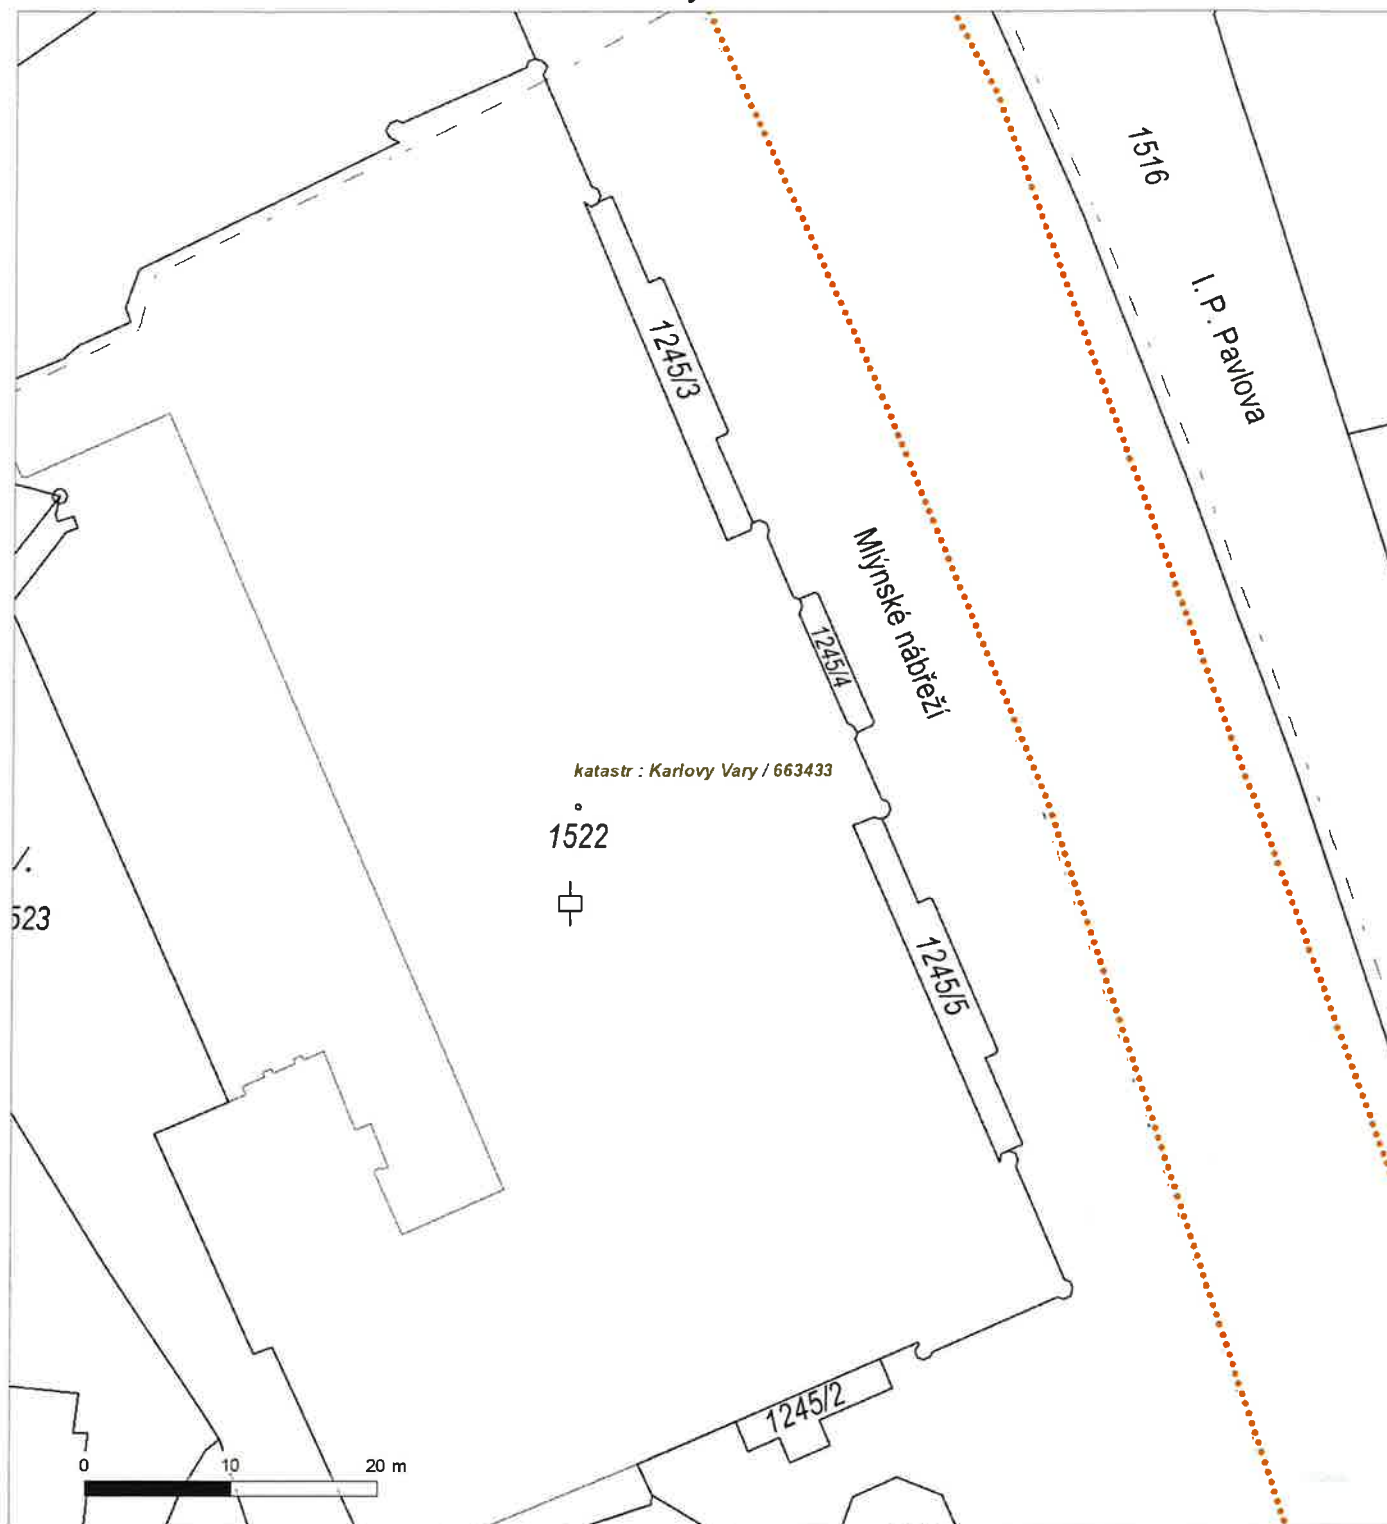 1516
I. P. Pavlova
1245/3
Mlýnské nábřeží
1245/4
katastr : Karlovy Vary / 663433
1522
523
1245/5
1245/2
0 10 20 m